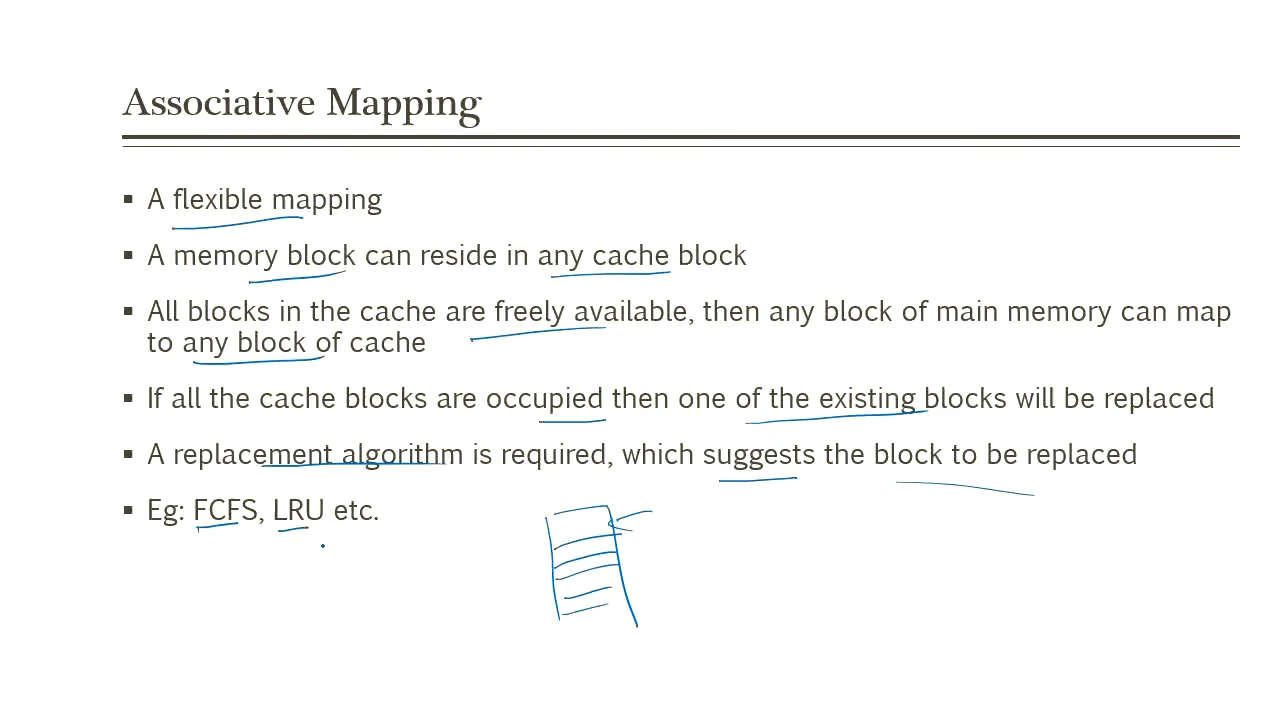 Associative Mapping
▪ A flexible mapping
▪ A memory block can reside in any cache block
▪ All blocks in the cache are freely available, then any block of main memory can map
to any block of cache
▪ If all the cache blocks are occupied then one of the existing blocks will be replaced
▪ A replacement algorithm is required, which suggests the block to be replaced
▪ Eg: FCFS, LRU etc.